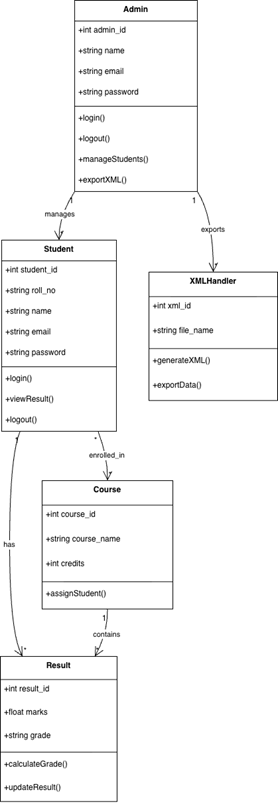 Admin
+int admin_id
+string name
+string email
+string password
+login()
+logout()
+manageStudents()
+exportXML()
1
1
manages
exports
*
*
Student
+int student_id
+string roll_no
+string name
+string email
+string password
+login()
+viewResult()
+logout()
XMLHandler
+int xml_id
+string file_name
+generateXML()
+exportData()
*
enrolled_in
*
Course
+int course_id
+string course_name
+int credits
+assignStudent()
has
1
contains
*
*
Result
+int result_id
+float marks
+string grade
+calculateGrade()
+updateResult()